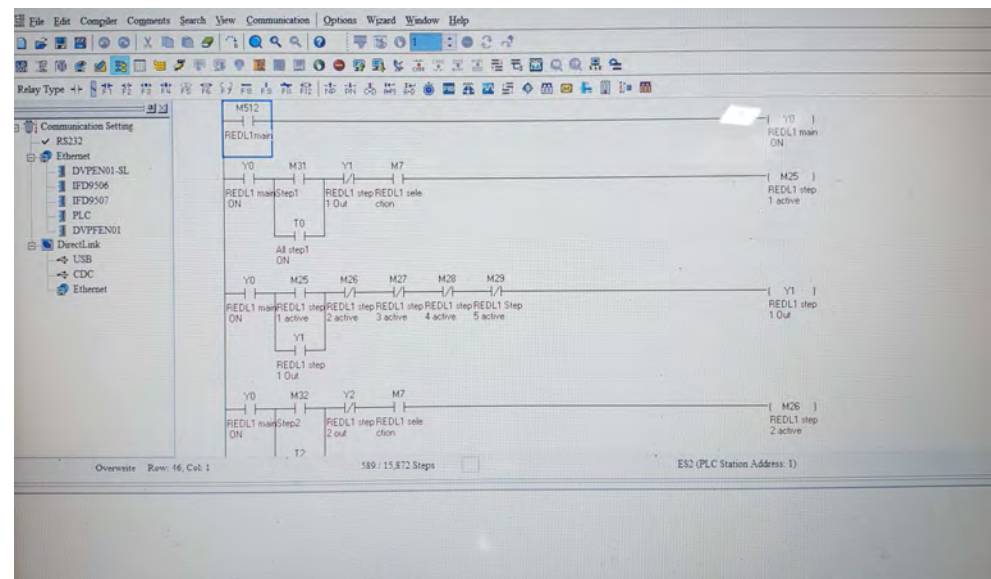 File Edit Compiler Comments Search View Communication Options Wizard Window Help
Relay Type
Communication Setting
RS232
Ethernet
DVPEN01-SL
IFD9506
IFD9507
PLC
DVPFEN01
DirectLink
USB
CDC
Ethernet
M512
REDL1main
Y0
REDL1 main
ON
Y0 M31 Y1 M7
M25
REDL1 main Step1 REDL1 step REDL1 sele
ON 1 Out ction
REDL1 step
1 active
T0
All step1
ON
Y0 M25 M26 M27 M28 M29
Y1
REDL1 main REDL1 step REDL1 step REDL1 step REDL1 step REDL1 Step
ON 1 active 2 active 3 active 4 active 5 active
REDL1 step
1 Out
Y1
REDL1 step
1 Out
Y0 M32 Y2 M7
M26
REDL1 main Step2 REDL1 step REDL1 sele
ON 2 out ction
REDL1 step
2 active
T2
Overwrite Row: 46, Col: 1 589 / 15,872 Steps ES2 (PLC Station Address: 1)